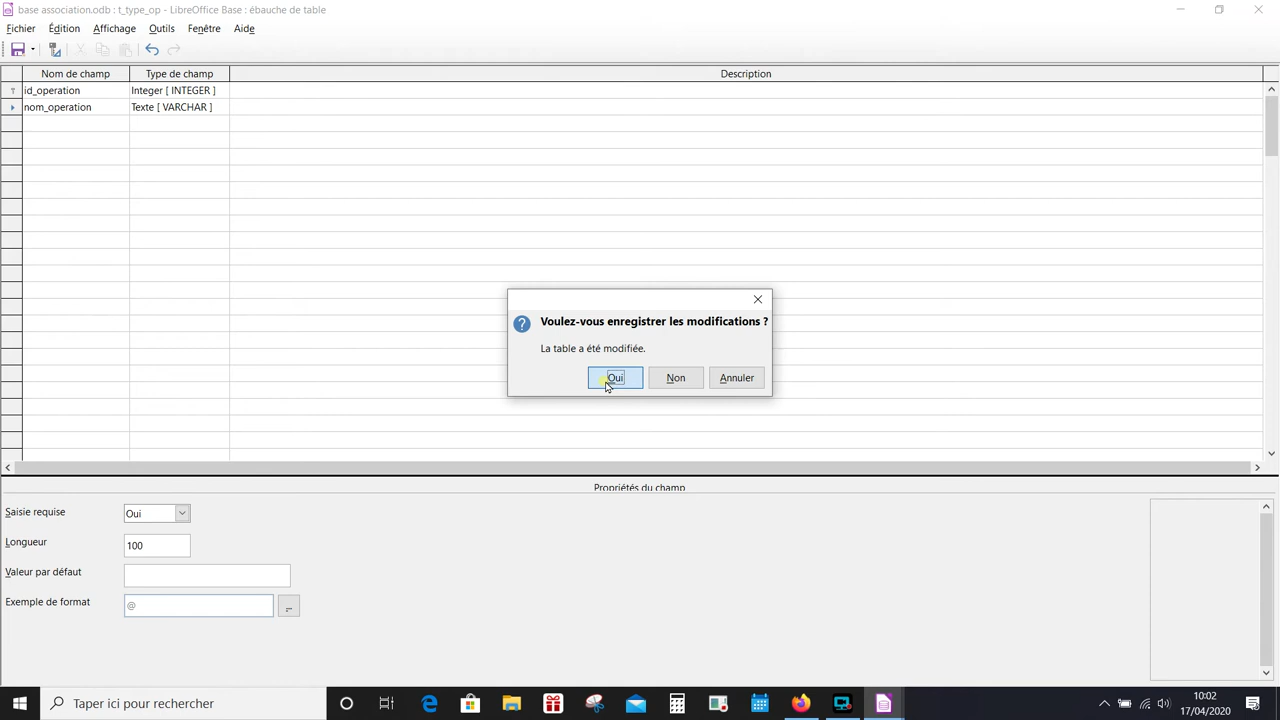 base association.odb : t_type_op - LibreOffice Base : ébauche de table
Fichier Édition Affichage Outils Fenêtre Aide
Nom de champ Type de champ Description
id_operation Integer [ INTEGER ]
nom_operation Texte [ VARCHAR ]
Voulez-vous enregistrer les modifications ?
La table a été modifiée.
Oui Non Annuler
Propriétés du champ
Saisie requise Oui
Longueur 100
Valeur par défaut
Exemple de format @ ...
Taper ici pour rechercher
10:02
17/04/2020